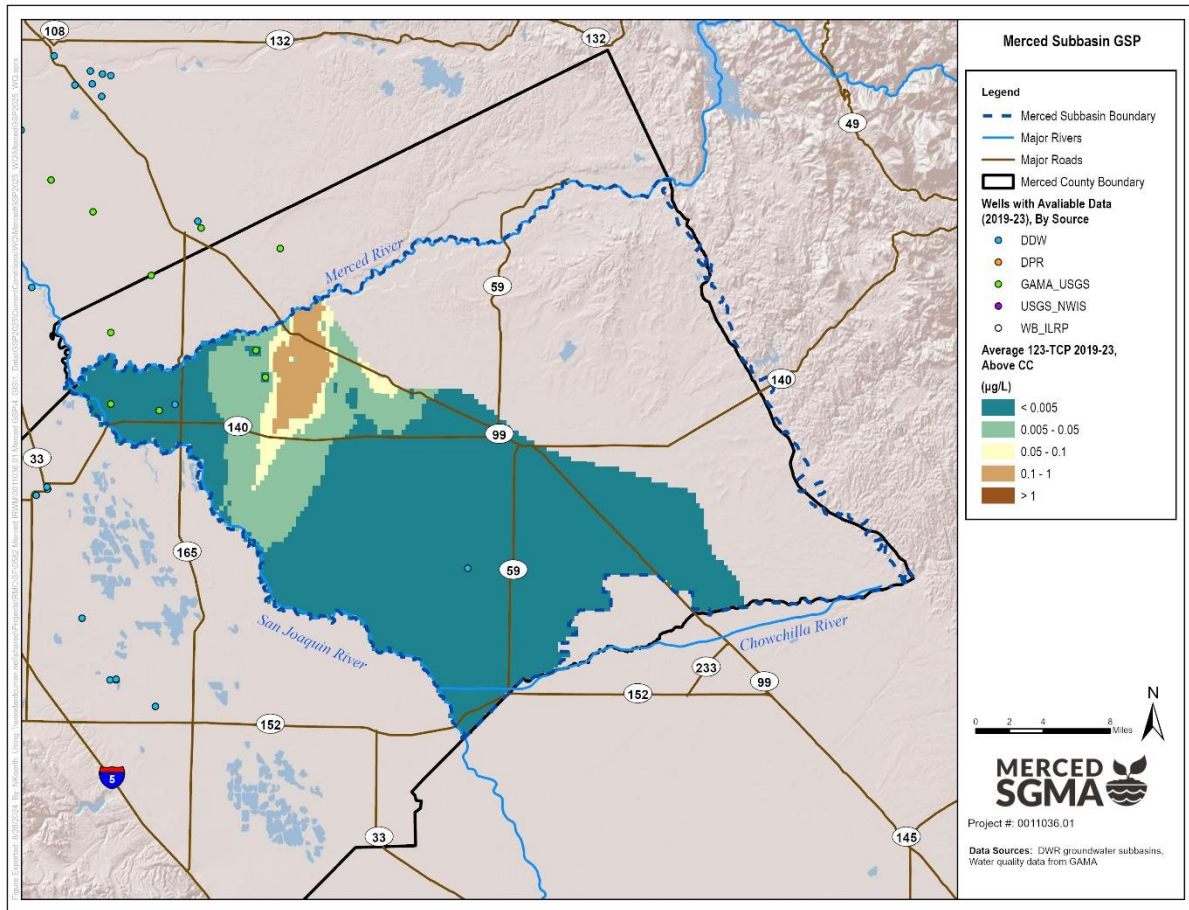 108
132
132
49
Merced River
59
140
140
99
33
165
59
San Joaquin River
Chowchilla River
233
99
152
152
5
33
145
Merced Subbasin GSP
Legend
Merced Subbasin Boundary
Major Rivers
Major Roads
Merced County Boundary
Wells with Avaliable Data
(2019-23), By Source
DDW
DPR
GAMA_USGS
USGS_NWIS
WB_ILRP
Average 123-TCP 2019-23,
Above CC
(µg/L)
< 0.005
0.005 - 0.05
0.05 - 0.1
0.1 - 1
> 1
N
0 2 4 8
Miles
MERCED
SGMA
Project #: 0011036.01
Data Sources: DWR groundwater subbasins,
Water quality data from GAMA